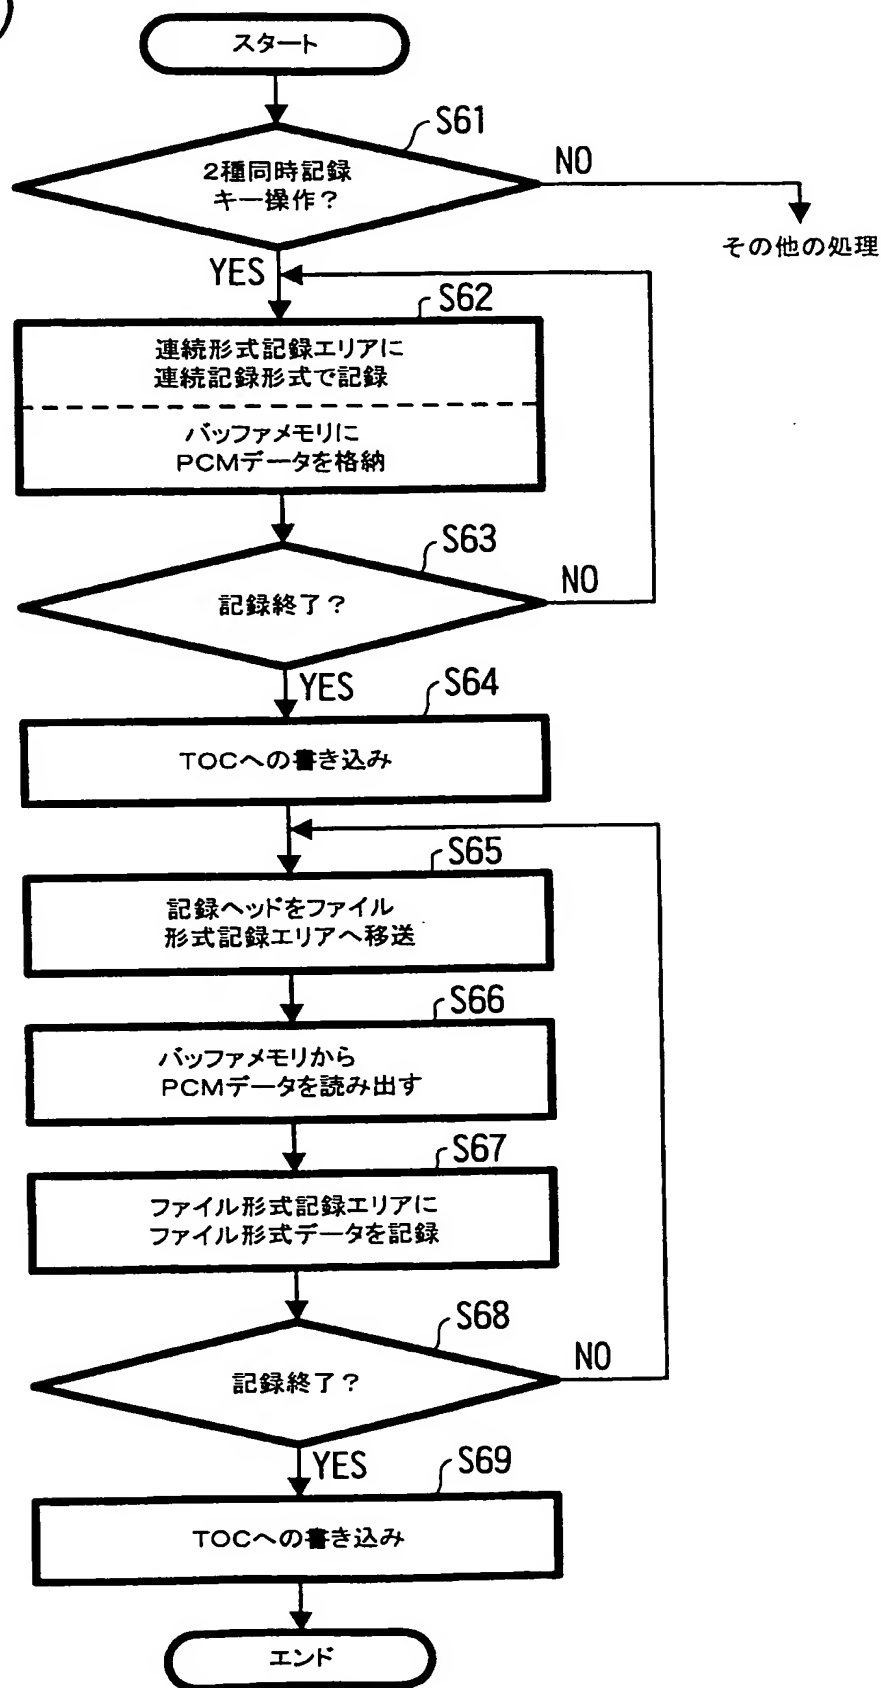 スタート
S61
2種同時記録
キー操作？
NO
その他の処理
YES
S62
連続形式記録エリアに
連続記録形式で記録
バッファメモリに
PCMデータを格納
S63
記録終了？
NO
YES
S64
TOCへの書き込み
S65
記録ヘッドをファイル
形式記録エリアへ移送
S66
バッファメモリから
PCMデータを読み出す
S67
ファイル形式記録エリアに
ファイル形式データを記録
S68
記録終了？
NO
YES
S69
TOCへの書き込み
エンド